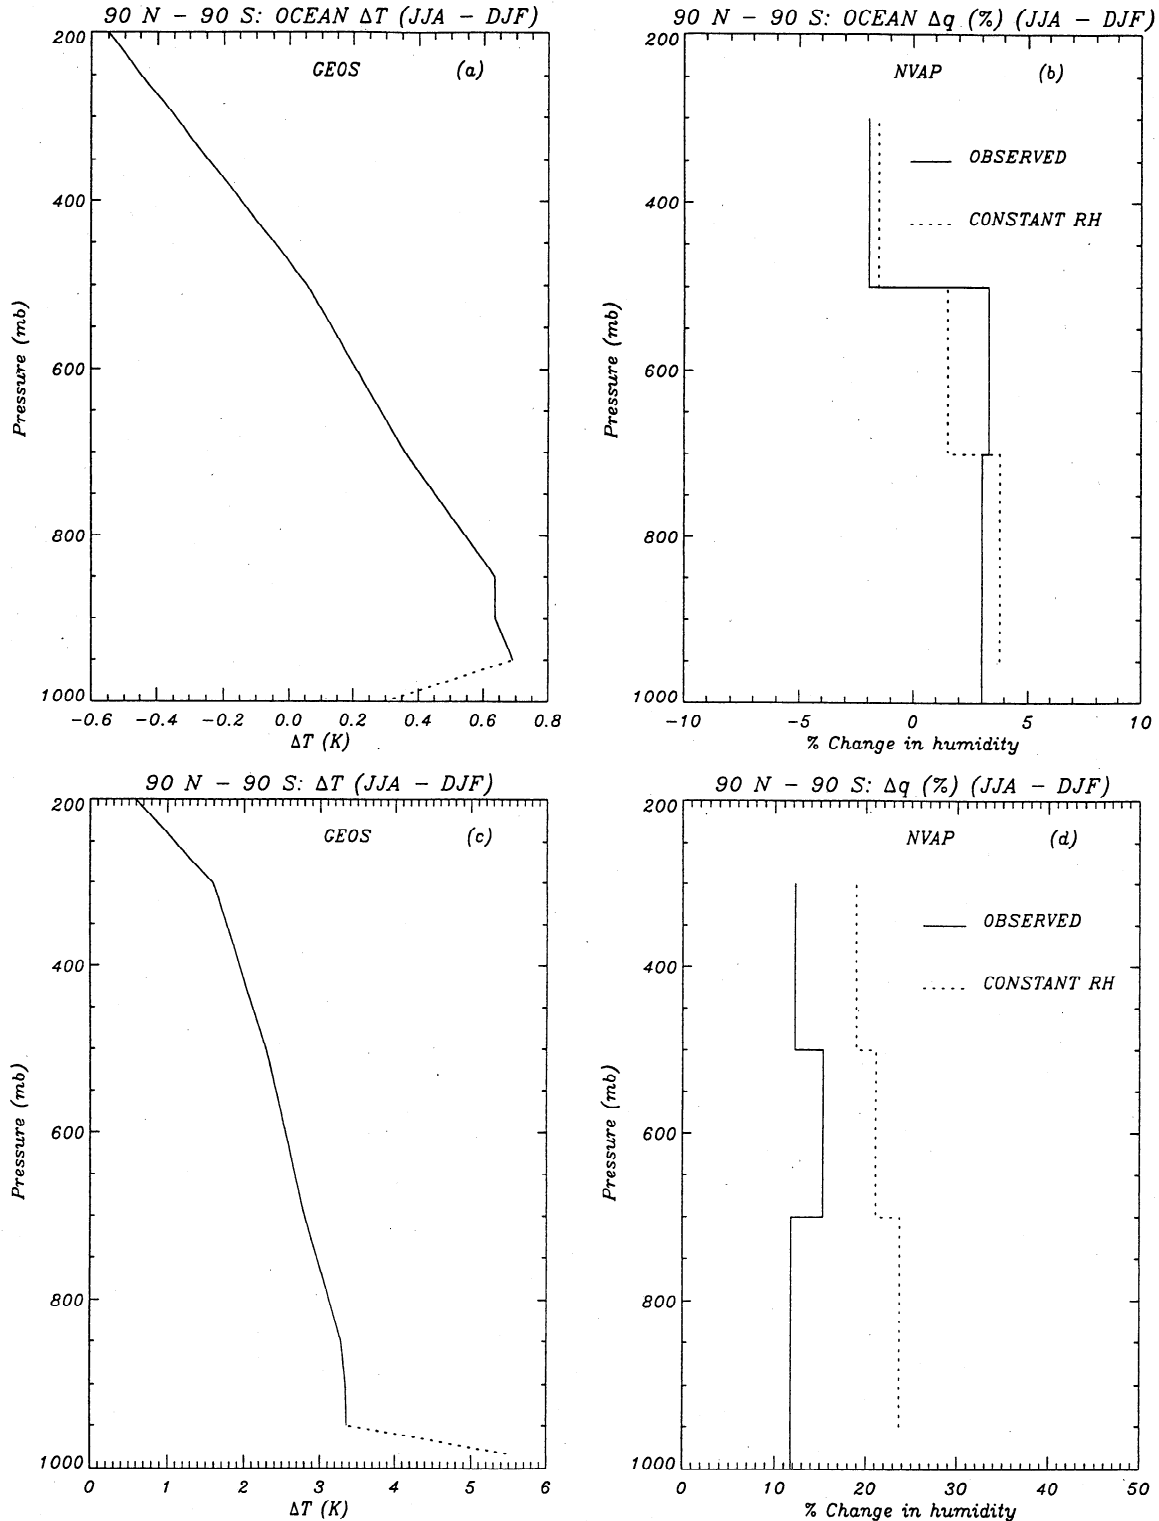 90 N – 90 S: OCEAN ΔT (JJA – DJF)
GEOS (a)
200
400
600
800
1000
Pressure (mb)
-0.6 -0.4 -0.2 0.0 0.2 0.4 0.6 0.8
ΔT (K)
90 N – 90 S: OCEAN Δq (%) (JJA – DJF)
NVAP (b)
OBSERVED
CONSTANT RH
200
400
600
800
1000
Pressure (mb)
-10 -5 0 5 10
% Change in humidity
90 N – 90 S: ΔT (JJA – DJF)
GEOS (c)
200
400
600
800
1000
Pressure (mb)
0 1 2 3 4 5 6
ΔT (K)
90 N – 90 S: Δq (%) (JJA – DJF)
NVAP (d)
OBSERVED
CONSTANT RH
200
400
600
800
1000
Pressure (mb)
0 10 20 30 40 50
% Change in humidity